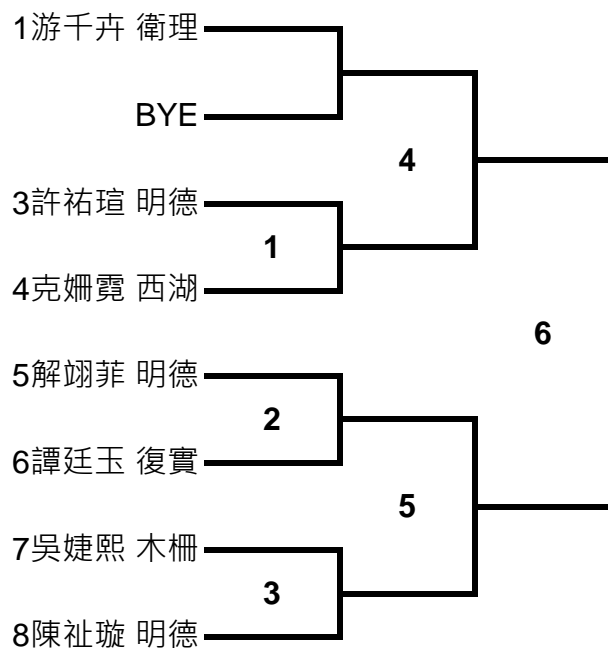 1游千卉 衛理
BYE
4
3許祐瑄 明德
1
4克姍霓 西湖
6
5解翊菲 明德
2
6譚廷玉 復實
5
7吳婕熙 木柵
3
8陳祉璇 明德